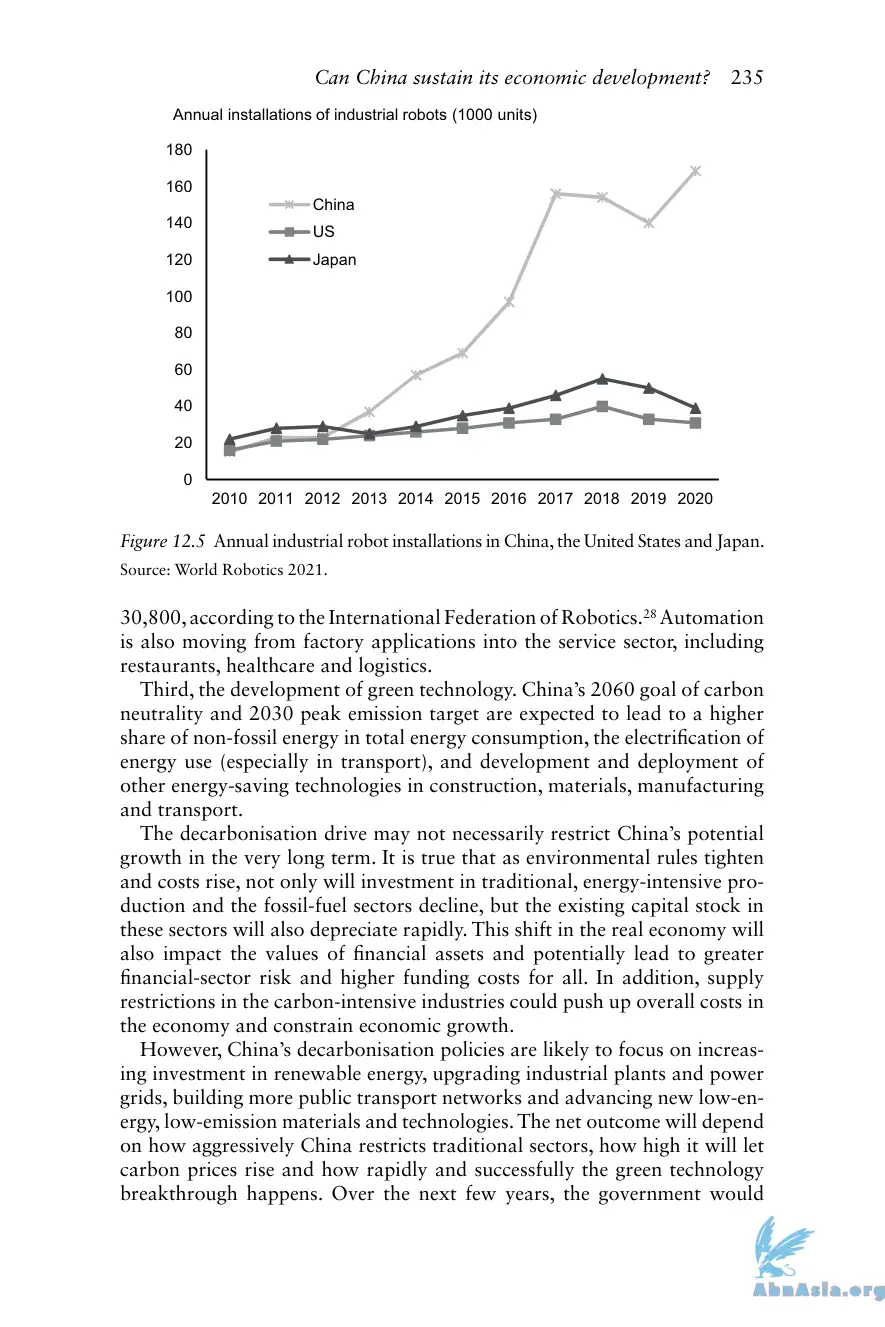 Can China sustain its economic development? 235
Annual installations of industrial robots (1000 units)
180
160
140
120
100
80
60
40
20
0
China
US
Japan
2010 2011 2012 2013 2014 2015 2016 2017 2018 2019 2020
Figure 12.5 Annual industrial robot installations in China, the United States and Japan.
Source: World Robotics 2021.
30,800, according to the International Federation of Robotics.²⁸ Automation
is also moving from factory applications into the service sector, including
restaurants, healthcare and logistics.
Third, the development of green technology. China’s 2060 goal of carbon
neutrality and 2030 peak emission target are expected to lead to a higher
share of non-fossil energy in total energy consumption, the electrification of
energy use (especially in transport), and development and deployment of
other energy-saving technologies in construction, materials, manufacturing
and transport.
The decarbonisation drive may not necessarily restrict China’s potential
growth in the very long term. It is true that as environmental rules tighten
and costs rise, not only will investment in traditional, energy-intensive pro-
duction and the fossil-fuel sectors decline, but the existing capital stock in
these sectors will also depreciate rapidly. This shift in the real economy will
also impact the values of financial assets and potentially lead to greater
financial-sector risk and higher funding costs for all. In addition, supply
restrictions in the carbon-intensive industries could push up overall costs in
the economy and constrain economic growth.
However, China’s decarbonisation policies are likely to focus on increas-
ing investment in renewable energy, upgrading industrial plants and power
grids, building more public transport networks and advancing new low-en-
ergy, low-emission materials and technologies. The net outcome will depend
on how aggressively China restricts traditional sectors, how high it will let
carbon prices rise and how rapidly and successfully the green technology
breakthrough happens. Over the next few years, the government would
AbnAsia.org